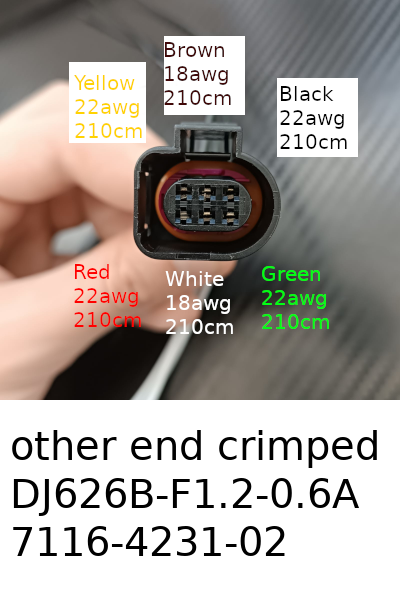 Brown
18awg
210cm
Yellow
22awg
210cm
Black
22awg
210cm
Red
22awg
210cm
White
18awg
210cm
Green
22awg
210cm
other end crimped
DJ626B-F1.2-0.6A
7116-4231-02